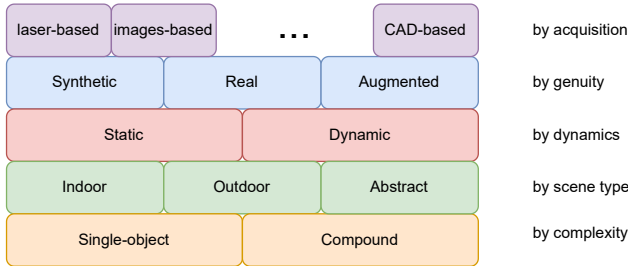 laser-based images-based ... CAD-based by acquisition
Synthetic Real Augmented by genuity
Static Dynamic by dynamics
Indoor Outdoor Abstract by scene type
Single-object Compound by complexity